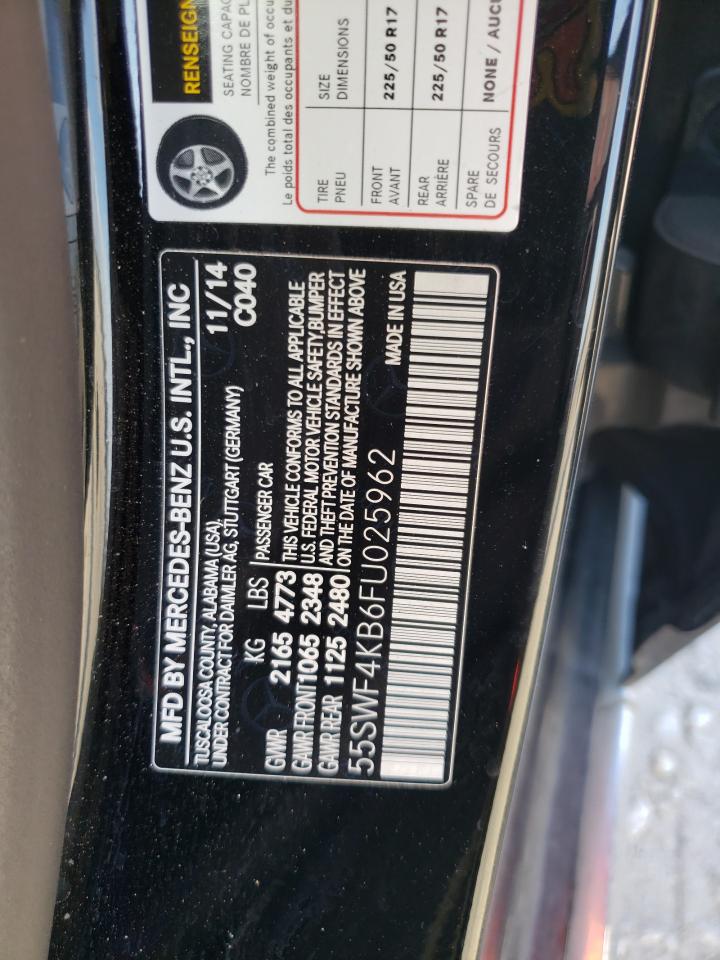 RENSEIGN
SEATING CAPAC
NOMBRE DE PL
The combined weight of occu
Le poids total des occupants et du
TIRE SIZE
PNEU DIMENSIONS
FRONT 225/50 R17
AVANT
REAR 225/50 R17
ARRIÈRE
SPARE NONE / AUCU
DE SECOURS
MFD BY MERCEDES-BENZ U.S. INTL., INC
TUSCALOOSA COUNTY, ALABAMA (USA), 11/14
UNDER CONTRACT FOR DAIMLER AG, STUTTGART (GERMANY) C040
KG LBS PASSENGER CAR
GWR 2165 4773 THIS VEHICLE CONFORMS TO ALL APPLICABLE
GAWR FRONT 1065 2348 U.S. FEDERAL MOTOR VEHICLE SAFETY,BUMPER
GAWR REAR 1125 2480 AND THEFT PREVENTION STANDARDS IN EFFECT
ON THE DATE OF MANUFACTURE SHOWN ABOVE
55SWF4KB6FU025962 MADE IN USA